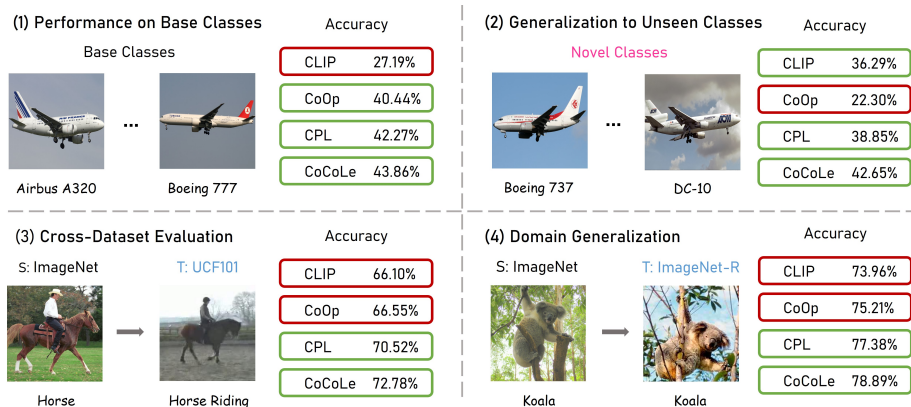 (1) Performance on Base Classes
Accuracy
Base Classes
CLIP 27.19%
CoOp 40.44%
CPL 42.27%
CoCoLe 43.86%
Airbus A320
...
Boeing 777
(2) Generalization to Unseen Classes
Accuracy
Novel Classes
CLIP 36.29%
CoOp 22.30%
CPL 38.85%
CoCoLe 42.65%
Boeing 737
...
DC-10
(3) Cross-Dataset Evaluation
Accuracy
S: ImageNet
T: UCF101
CLIP 66.10%
CoOp 66.55%
CPL 70.52%
CoCoLe 72.78%
Horse
Horse Riding
(4) Domain Generalization
Accuracy
S: ImageNet
T: ImageNet-R
CLIP 73.96%
CoOp 75.21%
CPL 77.38%
CoCoLe 78.89%
Koala
Koala